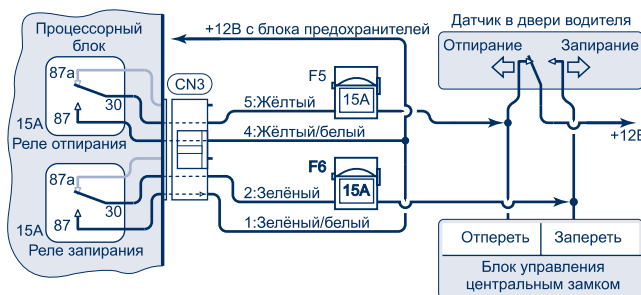 Процессорный
блок
87a
87
30
15A
Реле отпирания
87a
87
30
15A
Реле запирания
CN3
+12В с блока предохранителей
F5
15A
5:Жёлтый
4:Жёлтый/белый
F6
15A
2:Зелёный
1:Зелёный/белый
Датчик в двери водителя
Отпирание
Запирание
+12В
Отпереть
Запереть
Блок управления
центральным замком